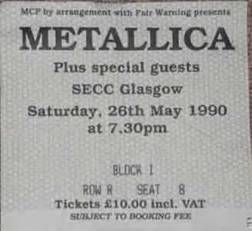 MCP by arrangement with Fair Warning presents
METALLICA
Plus special guests
SECC Glasgow
Saturday, 26th May 1990
at 7.30pm
BLOCK 1
ROW R SEAT 8
Tickets £10.00 incl. VAT
SUBJECT TO BOOKING FEE